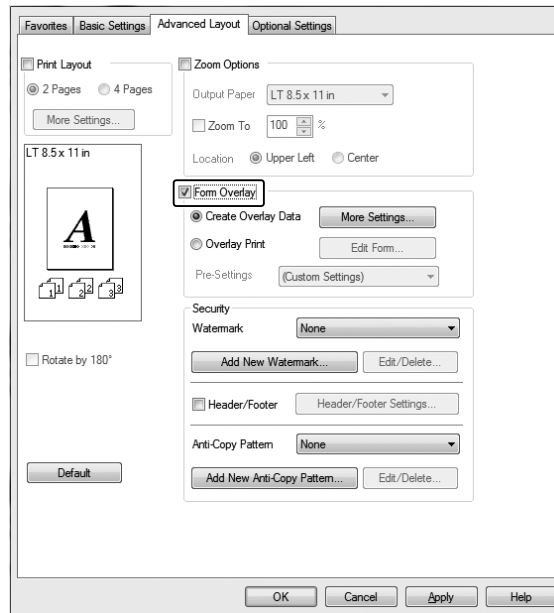 Favorites Basic Settings Advanced Layout Optional Settings
Print Layout
2 Pages 4 Pages
More Settings...
LT 8.5 x 11 in
A
1 1 2 2 3 3
Rotate by 180°
Default
Zoom Options
Output Paper LT 8.5 x 11 in
Zoom To 100 %
Location Upper Left Center
Form Overlay
Create Overlay Data More Settings...
Overlay Print Edit Form...
Pre-Settings (Custom Settings)
Security
Watermark None
Add New Watermark... Edit/Delete...
Header/Footer Header/Footer Settings...
Anti-Copy Pattern None
Add New Anti-Copy Pattern... Edit/Delete...
OK Cancel Apply Help